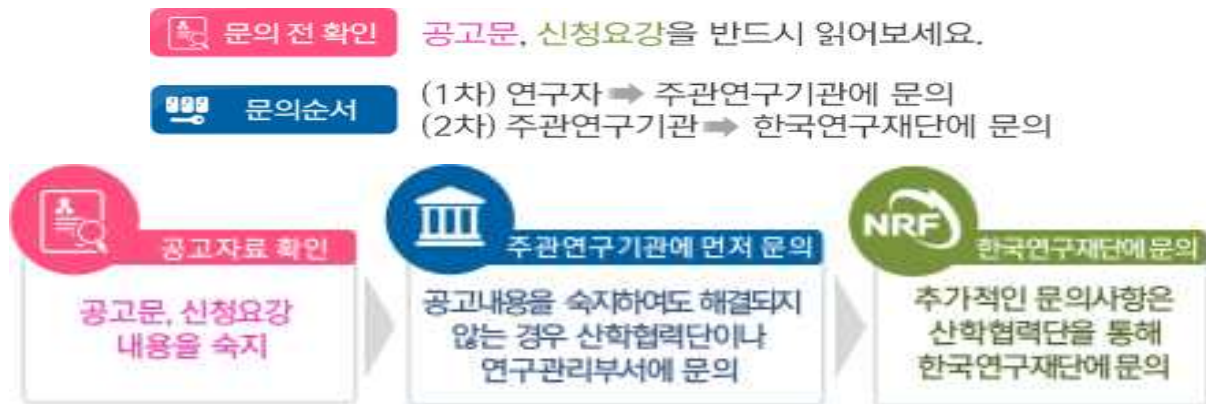 문의 전 확인 공고문, 신청요강을 반드시 읽어보세요.
문의순서 (1차) 연구자 ➡ 주관연구기관에 문의
(2차) 주관연구기관 ➡ 한국연구재단에 문의
공고자료 확인
공고문, 신청요강
내용을 숙지
주관연구기관에 먼저 문의
공고내용을 숙지하여도 해결되지
않는 경우 산학협력단이나
연구관리부서에 문의
NRF
한국연구재단에 문의
추가적인 문의사항은
산학협력단을 통해
한국연구재단에 문의